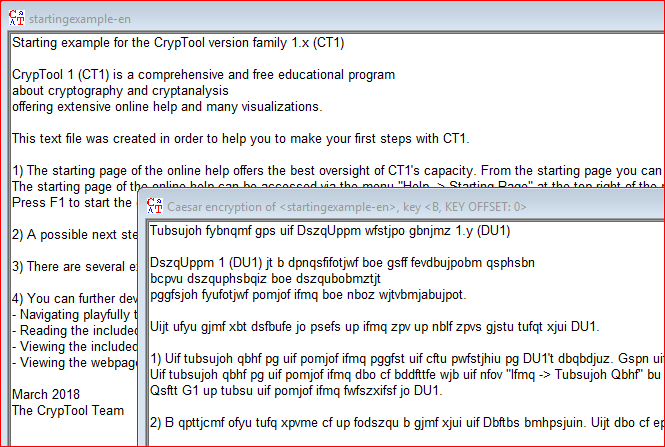 startingexample-en
Starting example for the CrypTool version family 1.x (CT1)
CrypTool 1 (CT1) is a comprehensive and free educational program
about cryptography and cryptanalysis
offering extensive online help and many visualizations.
This text file was created in order to help you to make your first steps with CT1.
1) The starting page of the online help offers the best oversight of CT1's capacity. From the starting page you can
The starting page of the online help can be accessed via the menu "Help -> Starting Page" at the top right of the
Press F1 to start the
2) A possible next ste
3) There are several e
4) You can further dev
- Navigating playfully t
- Reading the included
- Viewing the included
- Viewing the webpage
March 2018
The CrypTool Team
Caesar encryption of <startingexample-en>, key <B, KEY OFFSET: 0>
Tubsujoh fybnqmf gps uif DszqUppm wfstjpo gbnjmz 1.y (DU1)
DszqUppm 1 (DU1) jt b dpnqsfifotjwf boe gsff fevdbujpobm qsphsbn
bcpvu dszquphsbqiz boe dszqubobmztjt
pggfsjoh fyufotjwf pomjof ifmq boe nboz wjtvbmjabujpot.
Uijt ufyu gjmf xbt dsfbufe jo psefs up ifmq zpv up nblf zpvs gjstu tufqt xjui DU1.
1) Uif tubsujoh qbhf pg uif pomjof ifmq pggfst uif cftu pwfstjhiu pg DU1't dbqbdjuz. Gspn uif
Uif tubsujoh qbhf pg uif pomjof ifmq dbo cf bddfttfe wjb uif nfov "Ifmq -> Tubsujoh Qbhf" bu
Qsftt G1 up tubsu uif pomjof ifmq fwfszxifsf jo DU1.
2) B qpttjcmf ofyu tufq xpvme cf up fodszqu b gjmf xjui uif Dbftbs bmhpsjuin. Uijt dbo cf ep